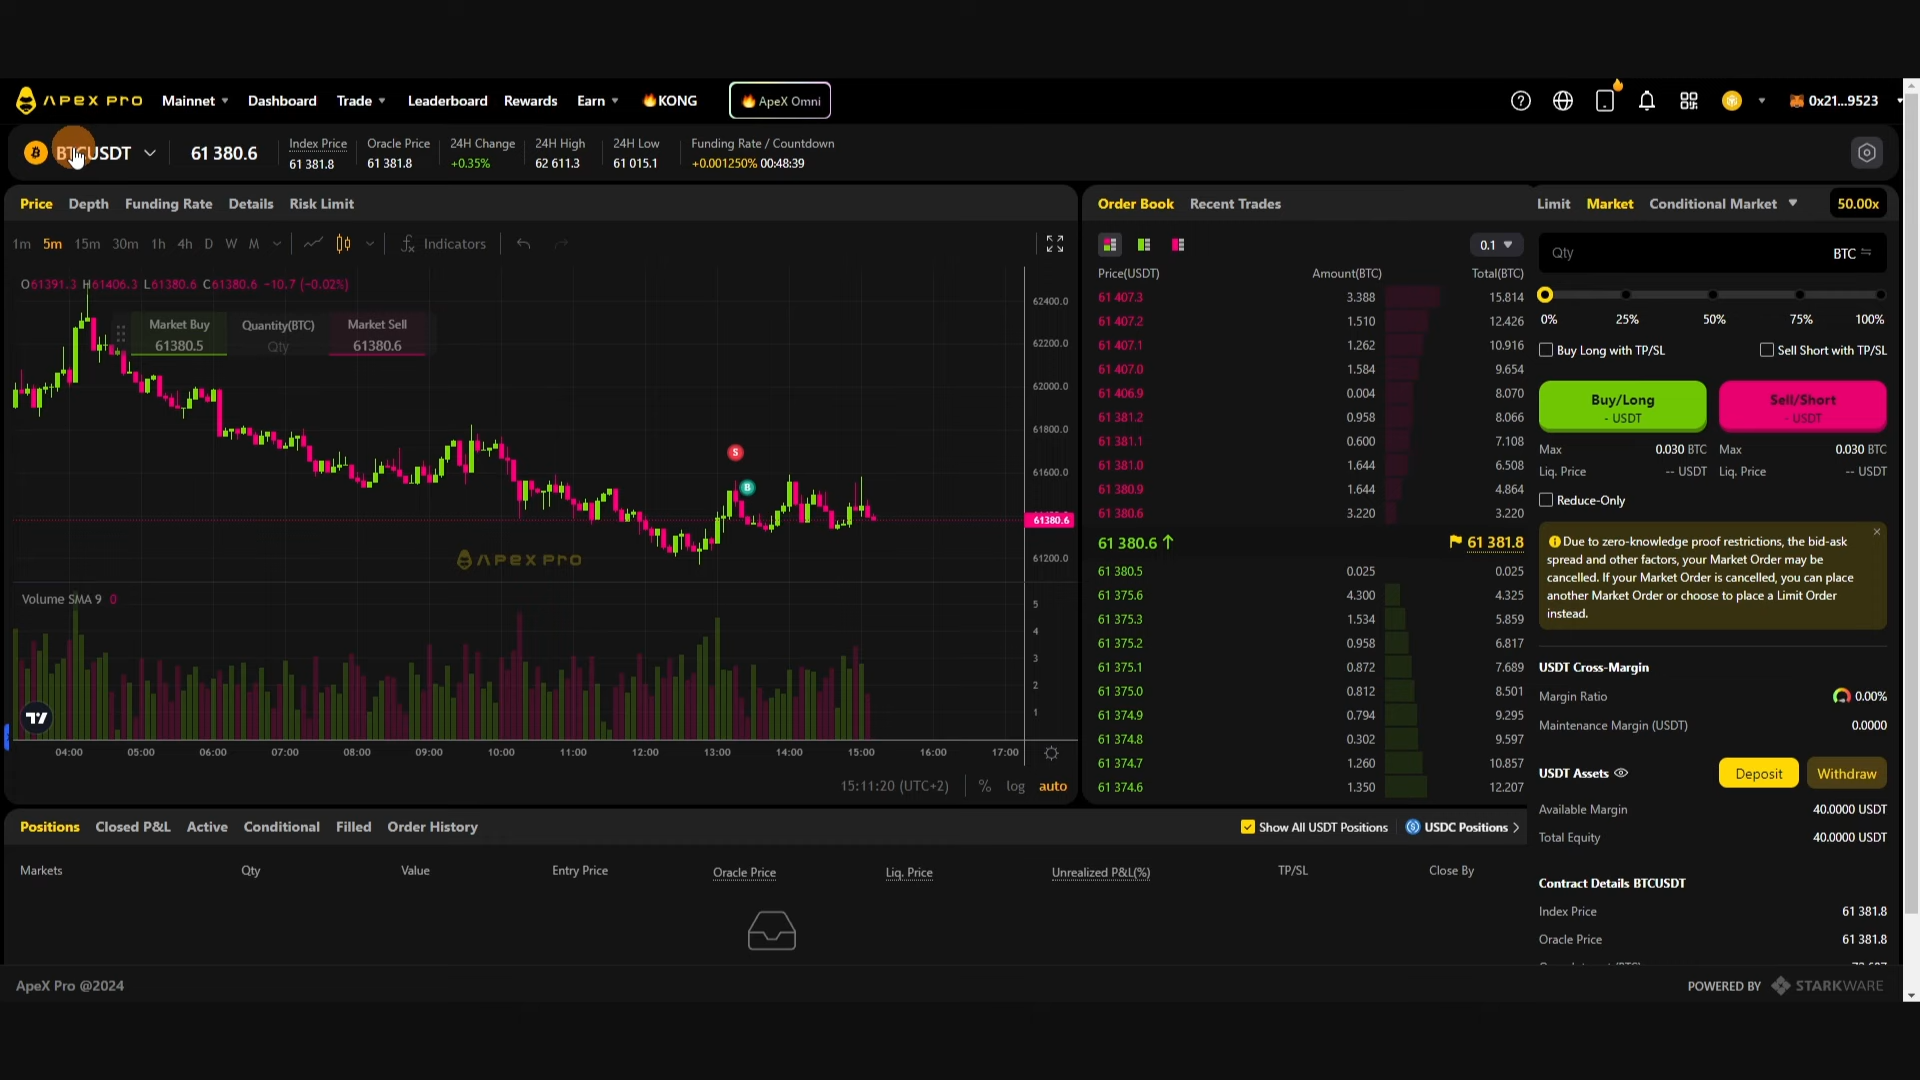 APEX PRO Mainnet Dashboard Trade Leaderboard Rewards Earn KONG ApeX Omni 0x21...9523
BTCUSDT 61 380.6
Index Price
61 381.8
Oracle Price
61 381.8
24H Change
+0.35%
24H High
62 611.3
24H Low
61 015.1
Funding Rate / Countdown
+0.001250% 00:48:39
Price Depth Funding Rate Details Risk Limit
1m 5m 15m 30m 1h 4h D W M Indicators
O61391.3 H61406.3 L61380.6 C61380.6 −10.7 (−0.02%)
Market Buy
61380.5
Quantity(BTC)
Qty
Market Sell
61380.6
62400.0
62200.0
62000.0
61800.0
61600.0
S
B
61380.6
61200.0
APEX PRO
Volume SMA 9 0
5
4
3
2
1
04:00 05:00 06:00 07:00 08:00 09:00 10:00 11:00 12:00 13:00 14:00 15:00 16:00 17:00
15:11:20 (UTC+2) % log auto
Order Book Recent Trades
0.1
Price(USDT) Amount(BTC) Total(BTC)
61 407.3 3.388 15.814
61 407.2 1.510 12.426
61 407.1 1.262 10.916
61 407.0 1.584 9.654
61 406.9 0.004 8.070
61 381.2 0.958 8.066
61 381.1 0.600 7.108
61 381.0 1.644 6.508
61 380.9 1.644 4.864
61 380.6 3.220 3.220
61 380.6 ↑ 61 381.8
61 380.5 0.025 0.025
61 375.6 4.300 4.325
61 375.3 1.534 5.859
61 375.2 0.958 6.817
61 375.1 0.872 7.689
61 375.0 0.812 8.501
61 374.9 0.794 9.295
61 374.8 0.302 9.597
61 374.7 1.260 10.857
61 374.6 1.350 12.207
Limit Market Conditional Market 50.00x
Qty BTC
0% 25% 50% 75% 100%
Buy Long with TP/SL Sell Short with TP/SL
Buy/Long
- USDT
Sell/Short
- USDT
Max 0.030 BTC Max 0.030 BTC
Liq. Price -- USDT Liq. Price -- USDT
Reduce-Only
Due to zero-knowledge proof restrictions, the bid-ask
spread and other factors, your Market Order may be
cancelled. If your Market Order is cancelled, you can place
another Market Order or choose to place a Limit Order
instead.
USDT Cross-Margin
Margin Ratio 0.00%
Maintenance Margin (USDT) 0.0000
USDT Assets Deposit Withdraw
Available Margin 40.0000 USDT
Total Equity 40.0000 USDT
Contract Details BTCUSDT
Index Price 61 381.8
Oracle Price 61 381.8
Positions Closed P&L Active Conditional Filled Order History Show All USDT Positions USDC Positions
Markets Qty Value Entry Price Oracle Price Liq. Price Unrealized P&L(%) TP/SL Close By
ApeX Pro @2024 POWERED BY STARKWARE